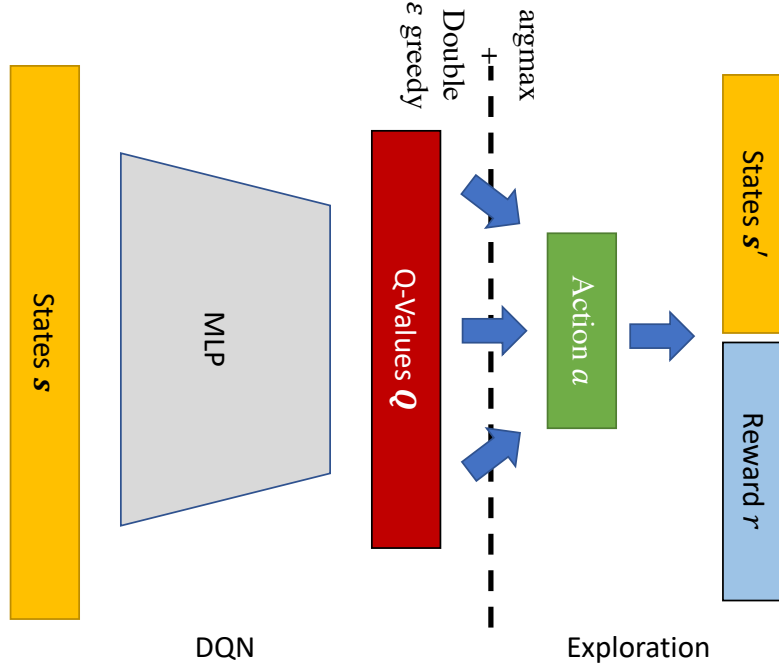 argmax
+
Double
ε greedy
States s′
Reward r
Action a
Q-Values Q
MLP
States s
DQN
Exploration